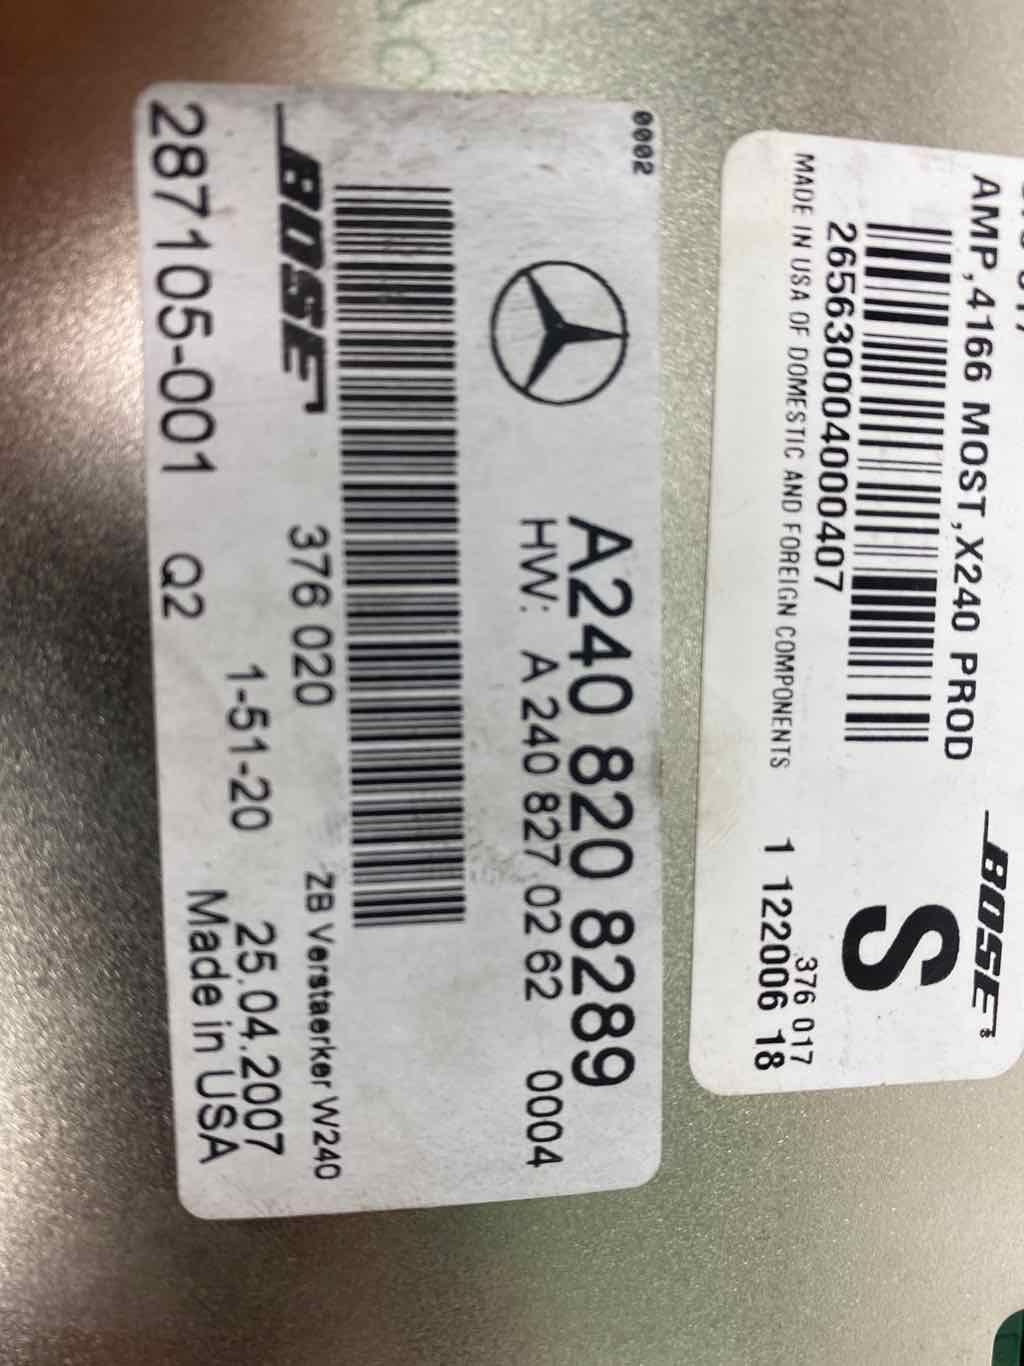 0002
A240 820 8289
HW: A 240 827 02 62 0004
BOSE 376 020 ZB Verstaerker W240
1-51-20 25.04.2007
287105-001 Q2 Made in USA
BOSE
AMP,4166 MOST,X240 PROD
S
265630004000407
376 017
MADE IN USA OF DOMESTIC AND FOREIGN COMPONENTS 1 122006 18